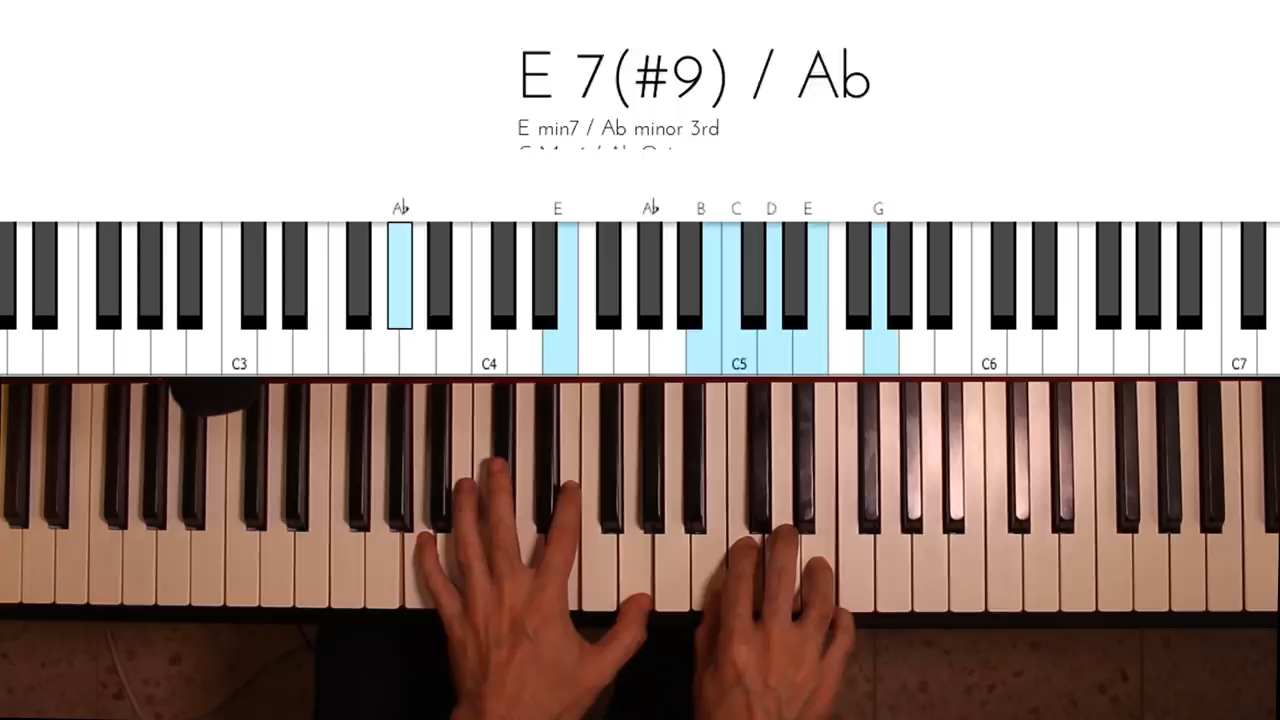 E 7(#9) / Ab
E min7 / Ab minor 3rd
Ab E Ab B C D E G
C3 C4 C5 C6 C7